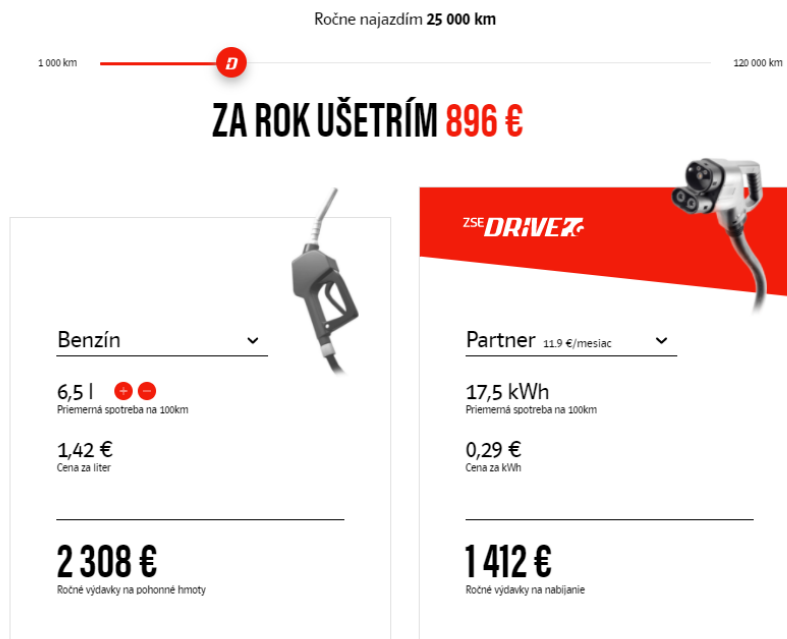 Ročne najazdím 25 000 km
1 000 km
120 000 km
ZA ROK UŠETRÍM 896 €
ZSE DRIVE
Benzín
6,5 l
Priemerná spotreba na 100km
1,42 €
Cena za liter
2 308 €
Ročné výdavky na pohonné hmoty
Partner 11.9 €/mesiac
17,5 kWh
Priemerná spotreba na 100km
0,29 €
Cena za kWh
1 412 €
Ročné výdavky na nabíjanie